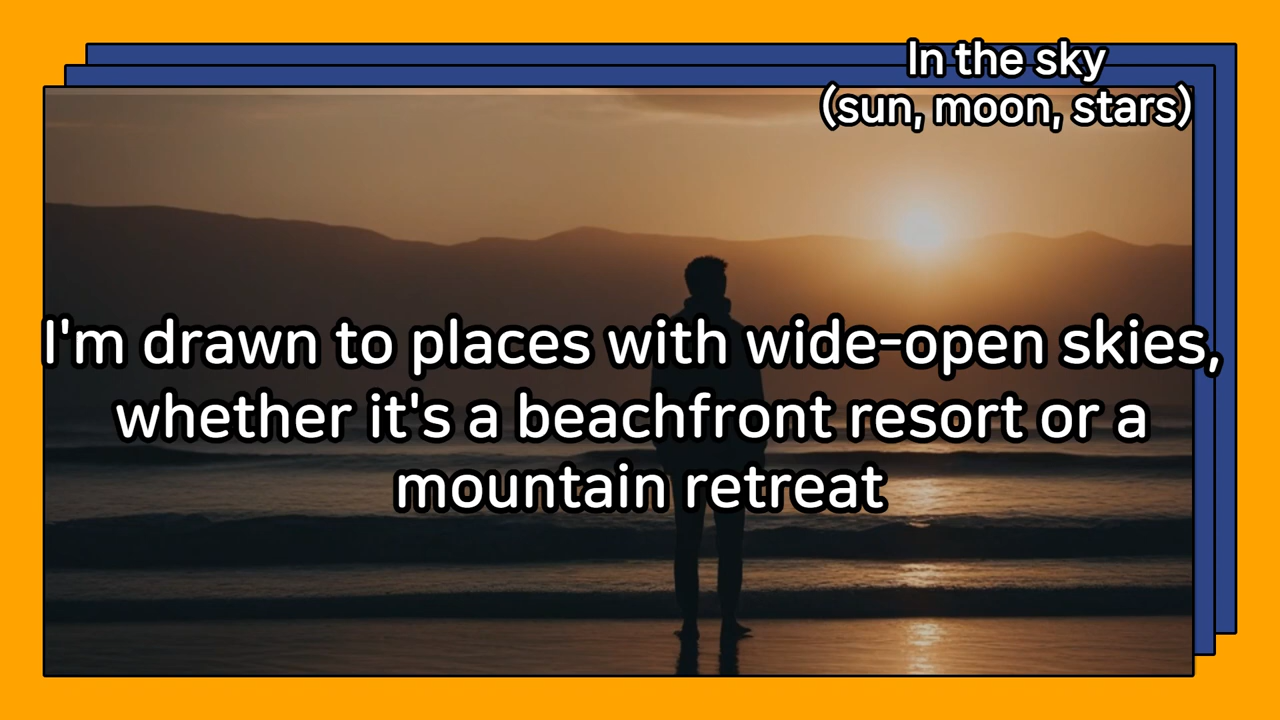 In the sky
(sun, moon, stars)
I'm drawn to places with wide-open skies,
whether it's a beachfront resort or a
mountain retreat